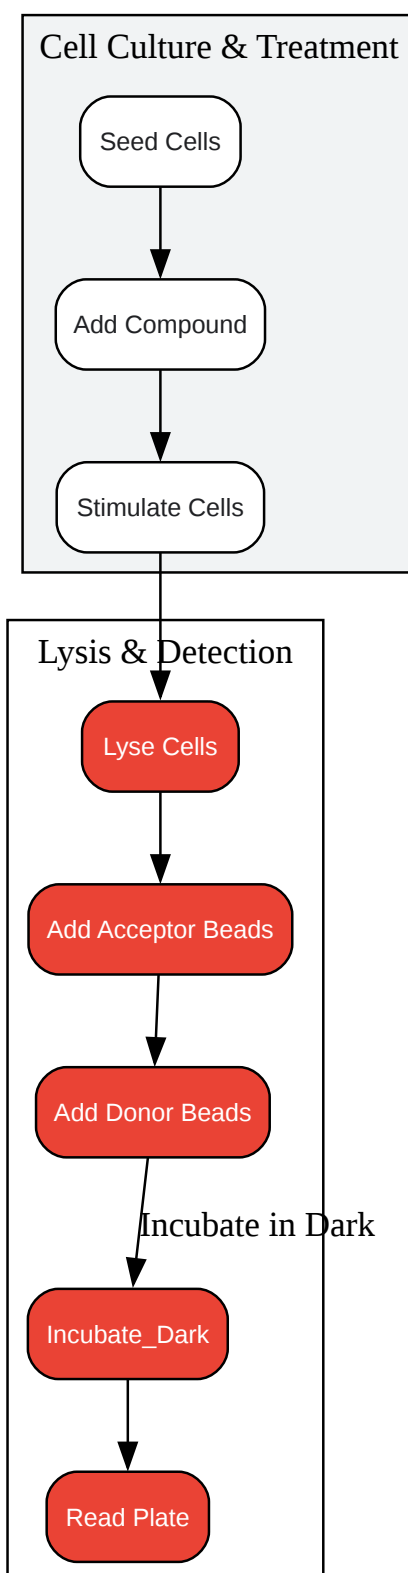 Cell Culture & Treatment
Seed Cells
Add Compound
Stimulate Cells
Lysis & Detection
Lyse Cells
Add Acceptor Beads
Add Donor Beads
Incubate in Dark
Incubate_Dark
Read Plate